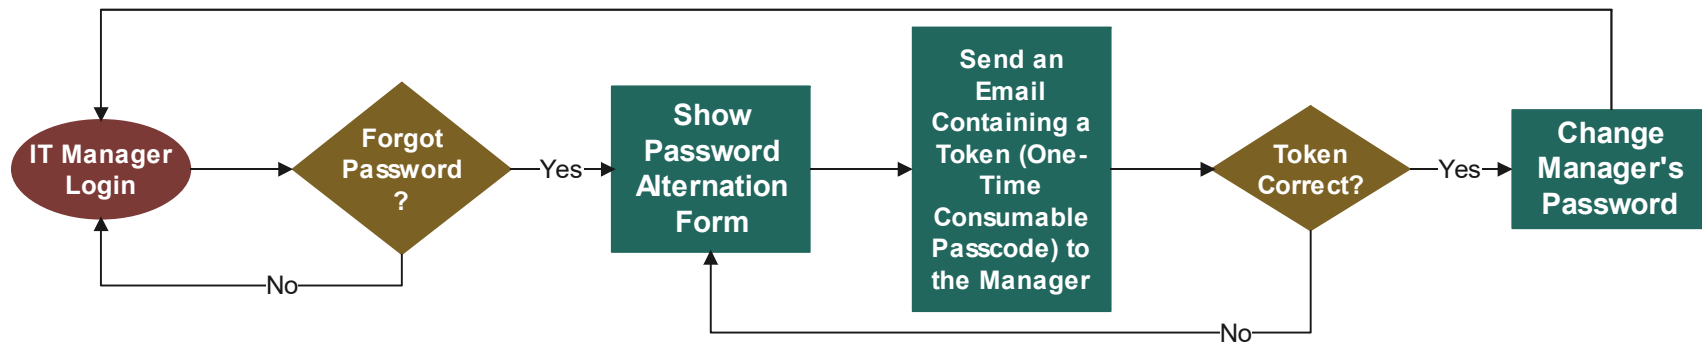 IT Manager
Login
Forgot
Password
?
Yes
No
Show
Password
Alternation
Form
Send an
Email
Containing a
Token (One-
Time
Consumable
Passcode) to
the Manager
Token
Correct?
Yes
No
Change
Manager's
Password